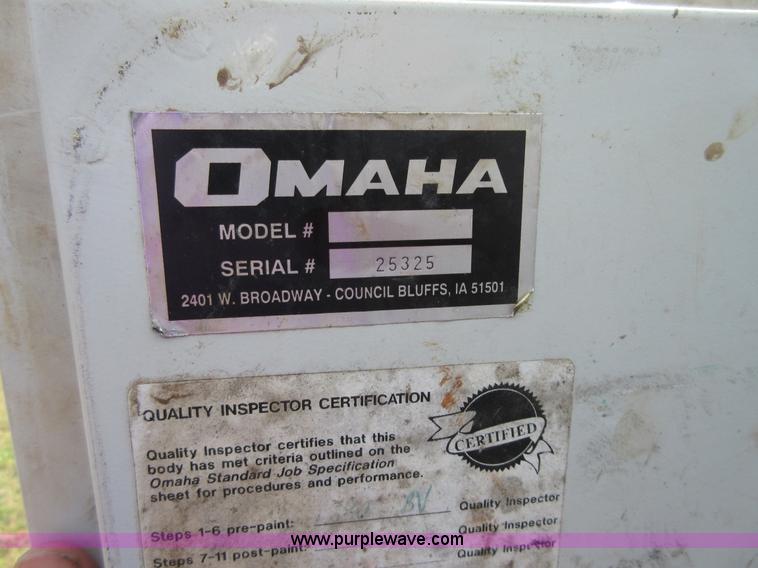 OMAHA
MODEL #
SERIAL # 25325
2401 W. BROADWAY - COUNCIL BLUFFS, IA 51501
QUALITY INSPECTOR CERTIFICATION
CERTIFIED
Quality Inspector certifies that this
body has met criteria outlined on the
Omaha Standard Job Specification
sheet for procedures and performance.
Steps 1-6 pre-paint: Quality Inspector
Quality Inspector
Steps 7-11 post-paint: Quality Inspector
www.purplewave.com